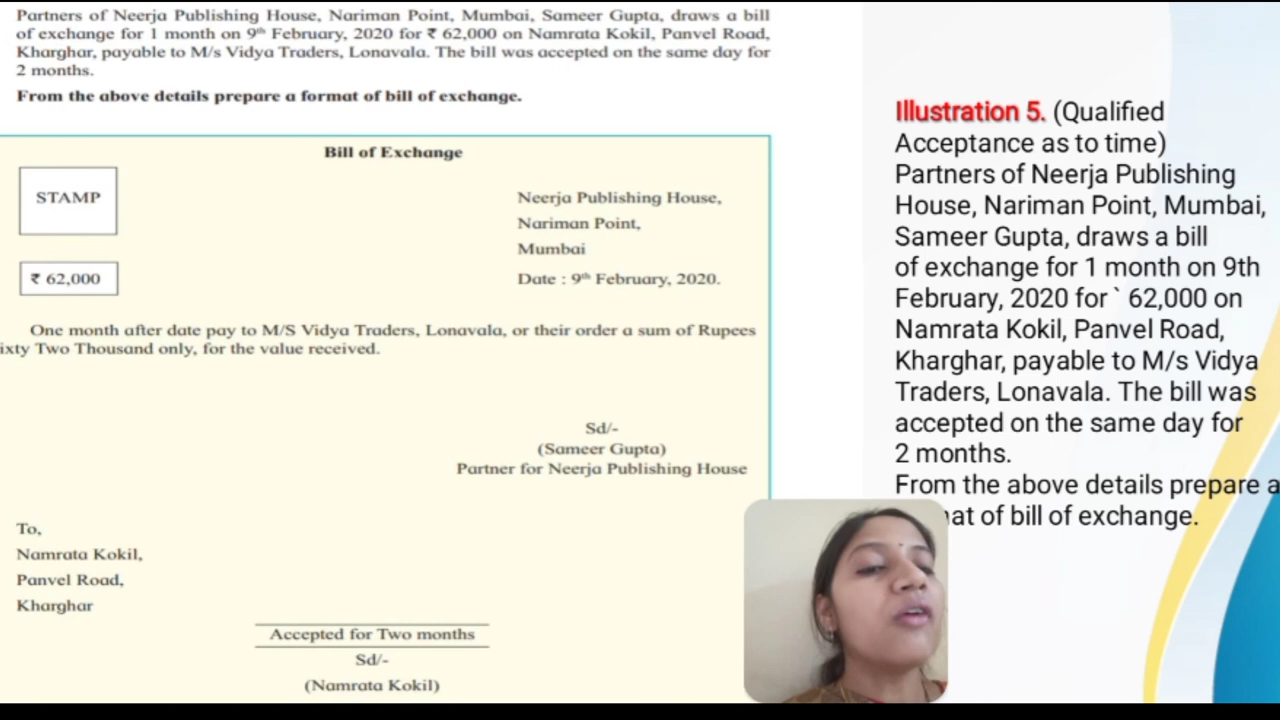 Partners of Neerja Publishing House, Nariman Point, Mumbai, Sameer Gupta, draws a bill
of exchange for 1 month on 9th February, 2020 for ₹ 62,000 on Namrata Kokil, Panvel Road,
Kharghar, payable to M/s Vidya Traders, Lonavala. The bill was accepted on the same day for
2 months.
From the above details prepare a format of bill of exchange.
Bill of Exchange
STAMP
Neerja Publishing House,
Nariman Point,
Mumbai
₹ 62,000
Date : 9th February, 2020.
One month after date pay to M/S Vidya Traders, Lonavala, or their order a sum of Rupees
ixty Two Thousand only, for the value received.
Sd/-
(Sameer Gupta)
Partner for Neerja Publishing House
To,
Namrata Kokil,
Panvel Road,
Kharghar
Accepted for Two months
Sd/-
(Namrata Kokil)
Illustration 5. (Qualified
Acceptance as to time)
Partners of Neerja Publishing
House, Nariman Point, Mumbai,
Sameer Gupta, draws a bill
of exchange for 1 month on 9th
February, 2020 for ` 62,000 on
Namrata Kokil, Panvel Road,
Kharghar, payable to M/s Vidya
Traders, Lonavala. The bill was
accepted on the same day for
2 months.
From the above details prepare a
at of bill of exchange.